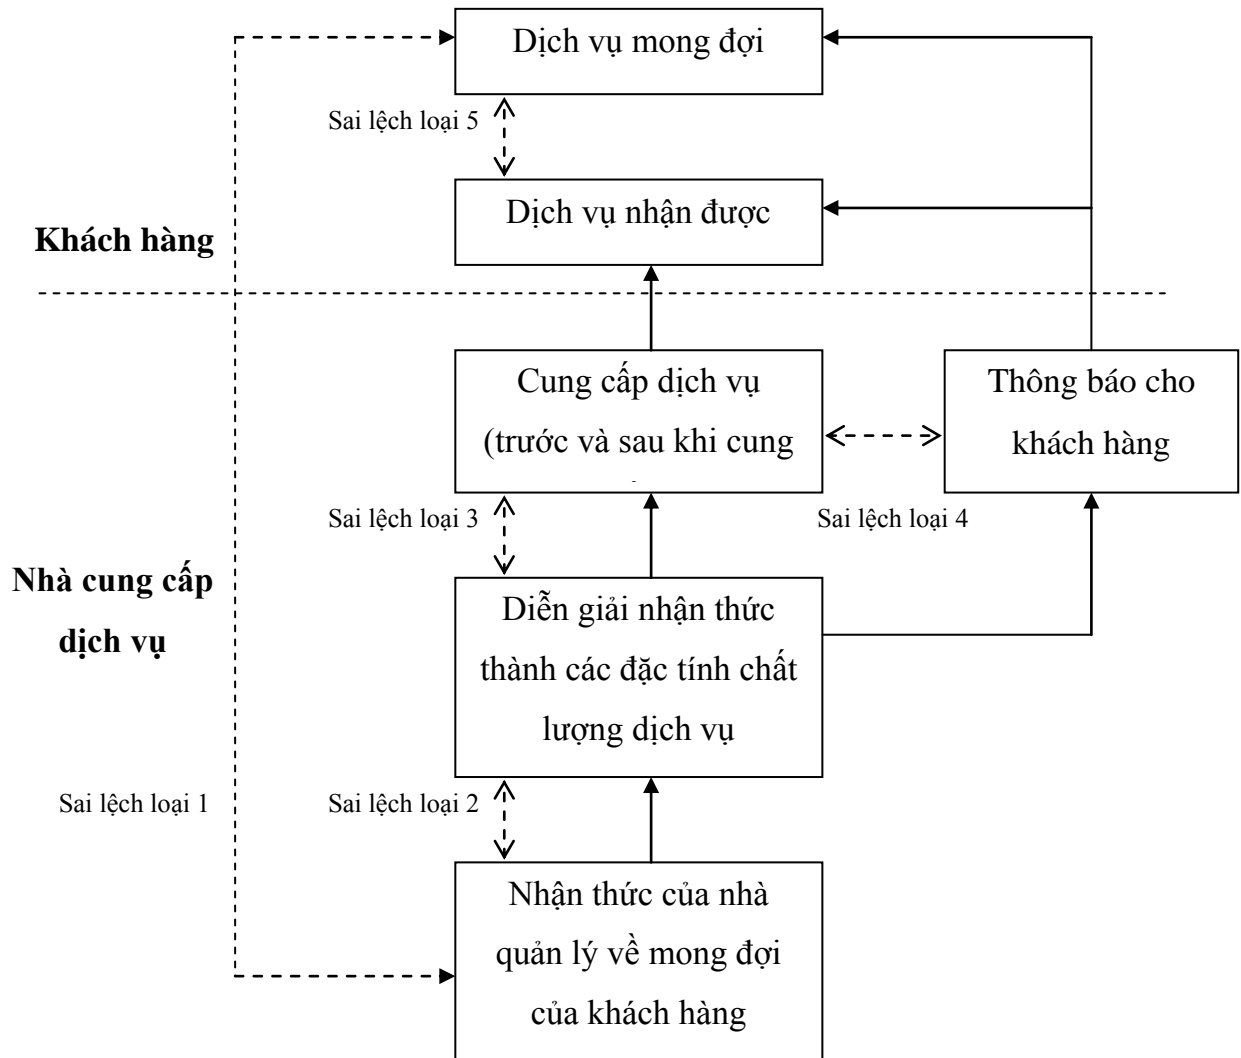 Dịch vụ mong đợi
Sai lệch loại 5
Dịch vụ nhận được
Khách hàng
Cung cấp dịch vụ
(trước và sau khi cung
Thông báo cho
khách hàng
Sai lệch loại 3
Sai lệch loại 4
Nhà cung cấp
dịch vụ
Diễn giải nhận thức
thành các đặc tính chất
lượng dịch vụ
Sai lệch loại 1
Sai lệch loại 2
Nhận thức của nhà
quản lý về mong đợi
của khách hàng